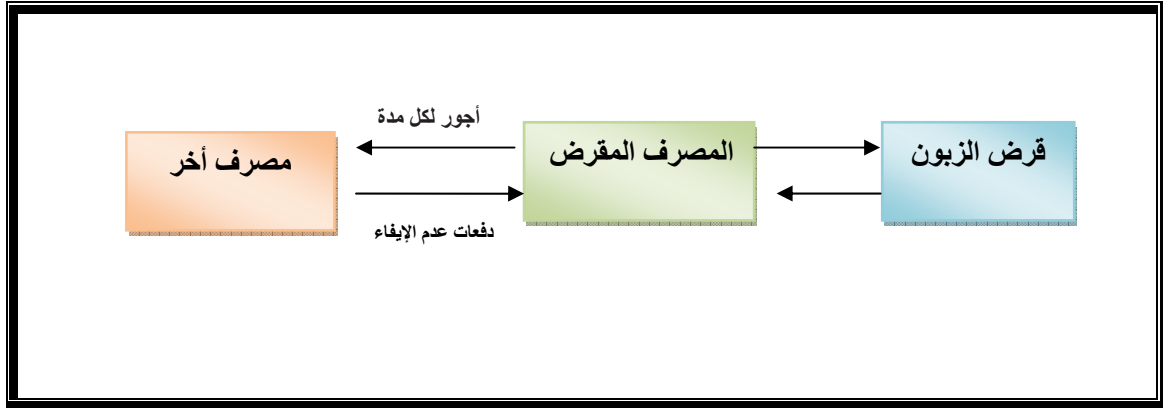 أجور لكل مدة
قرض الزبون
المصرف المقرض
مصرف أخر
دفعات عدم الإيفاء